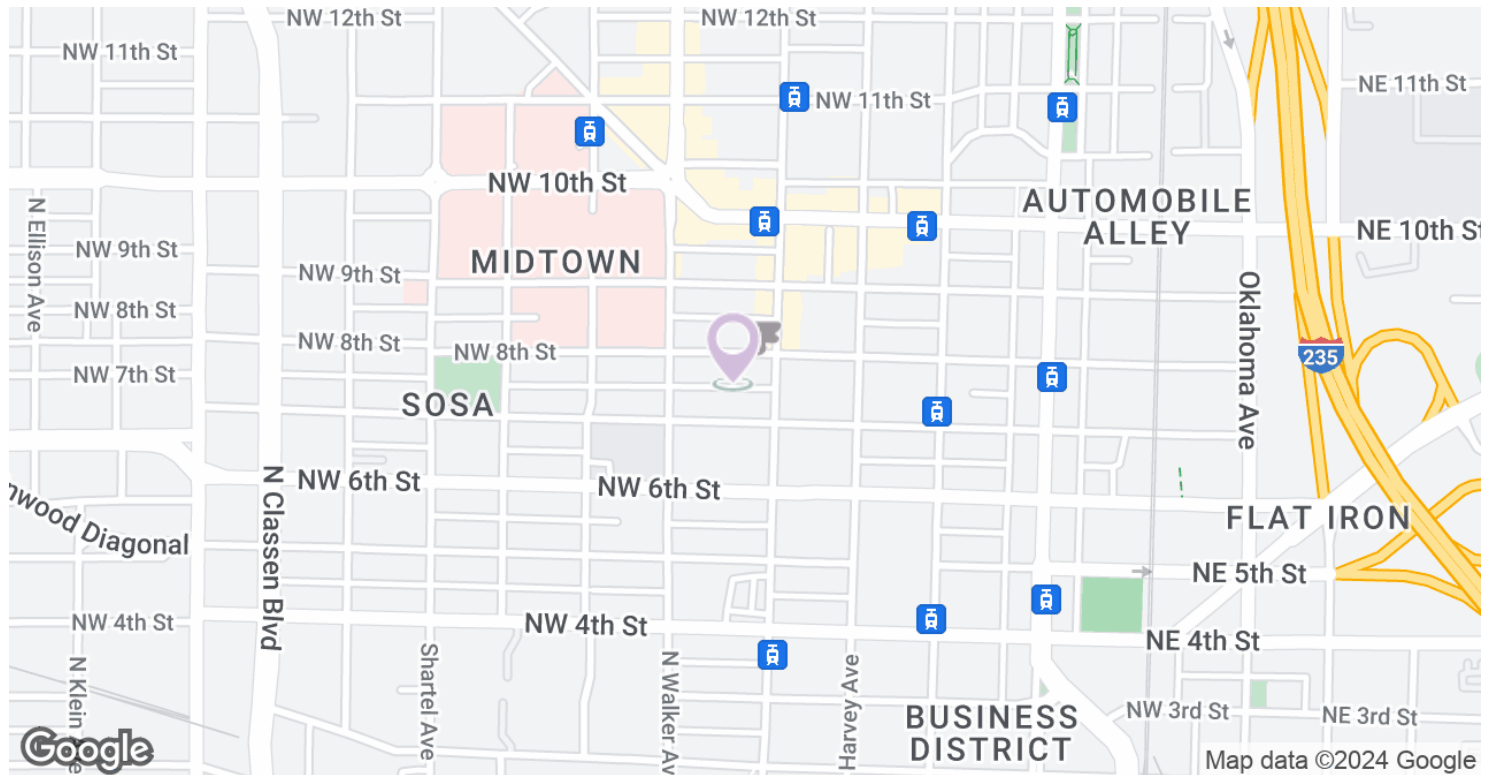 NW 12th St
NW 12th St
NW 11th St
NE 11th St
NW 11th St
NW 10th St
AUTOMOBILE
ALLEY
NE 10th St
N Ellison Ave
NW 9th St
MIDTOWN
NW 9th St
NW 8th St
Oklahoma Ave
NW 8th St
NW 8th St
235
NW 7th St
SOSA
N Classen Blvd
NW 6th St
NW 6th St
nwood Diagonal
FLAT IRON
NE 5th St
NW 4th St
NW 4th St
NE 4th St
N Klein Ave
Shartel Ave
N Walker Av
Harvey Ave
BUSINESS
DISTRICT
NW 3rd St
NE 3rd St
Google
Map data ©2024 Google